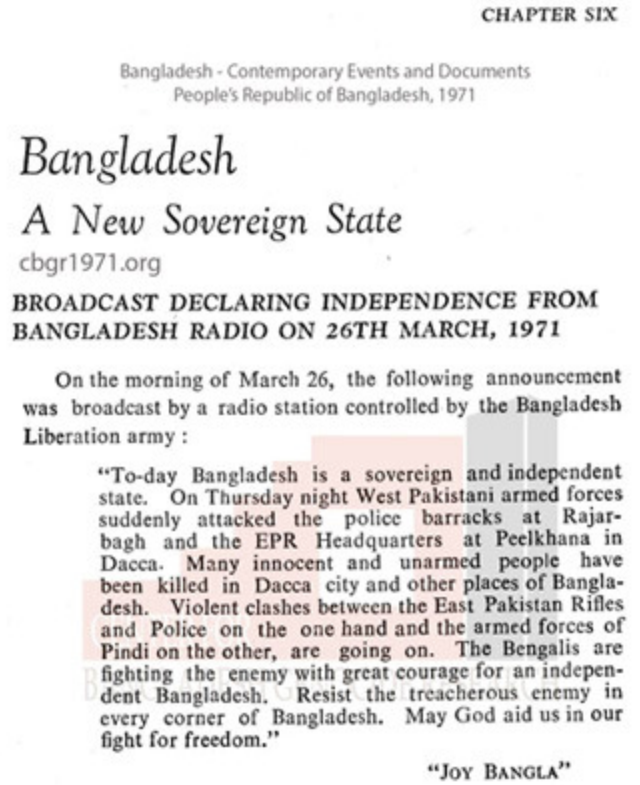 CHAPTER SIX
Bangladesh - Contemporary Events and Documents
People's Republic of Bangladesh, 1971
Bangladesh
A New Sovereign State
cbgr1971.org
BROADCAST DECLARING INDEPENDENCE FROM
BANGLADESH RADIO ON 26TH MARCH, 1971
On the morning of March 26, the following announcement
was broadcast by a radio station controlled by the Bangladesh
Liberation army :
"To-day Bangladesh is a sovereign and independent
state. On Thursday night West Pakistani armed forces
suddenly attacked the police barracks at Rajar-
bagh and the EPR Headquarters at Peelkhana in
Dacca. Many innocent and unarmed people have
been killed in Dacca city and other places of Bangla-
desh. Violent clashes between the East Pakistan Rifles
and Police on the one hand and the armed forces of
Pindi on the other, are going on. The Bengalis are
fighting the enemy with great courage for an indepen-
dent Bangladesh. Resist the treacherous enemy in
every corner of Bangladesh. May God aid us in our
fight for freedom."
"JOY BANGLA"